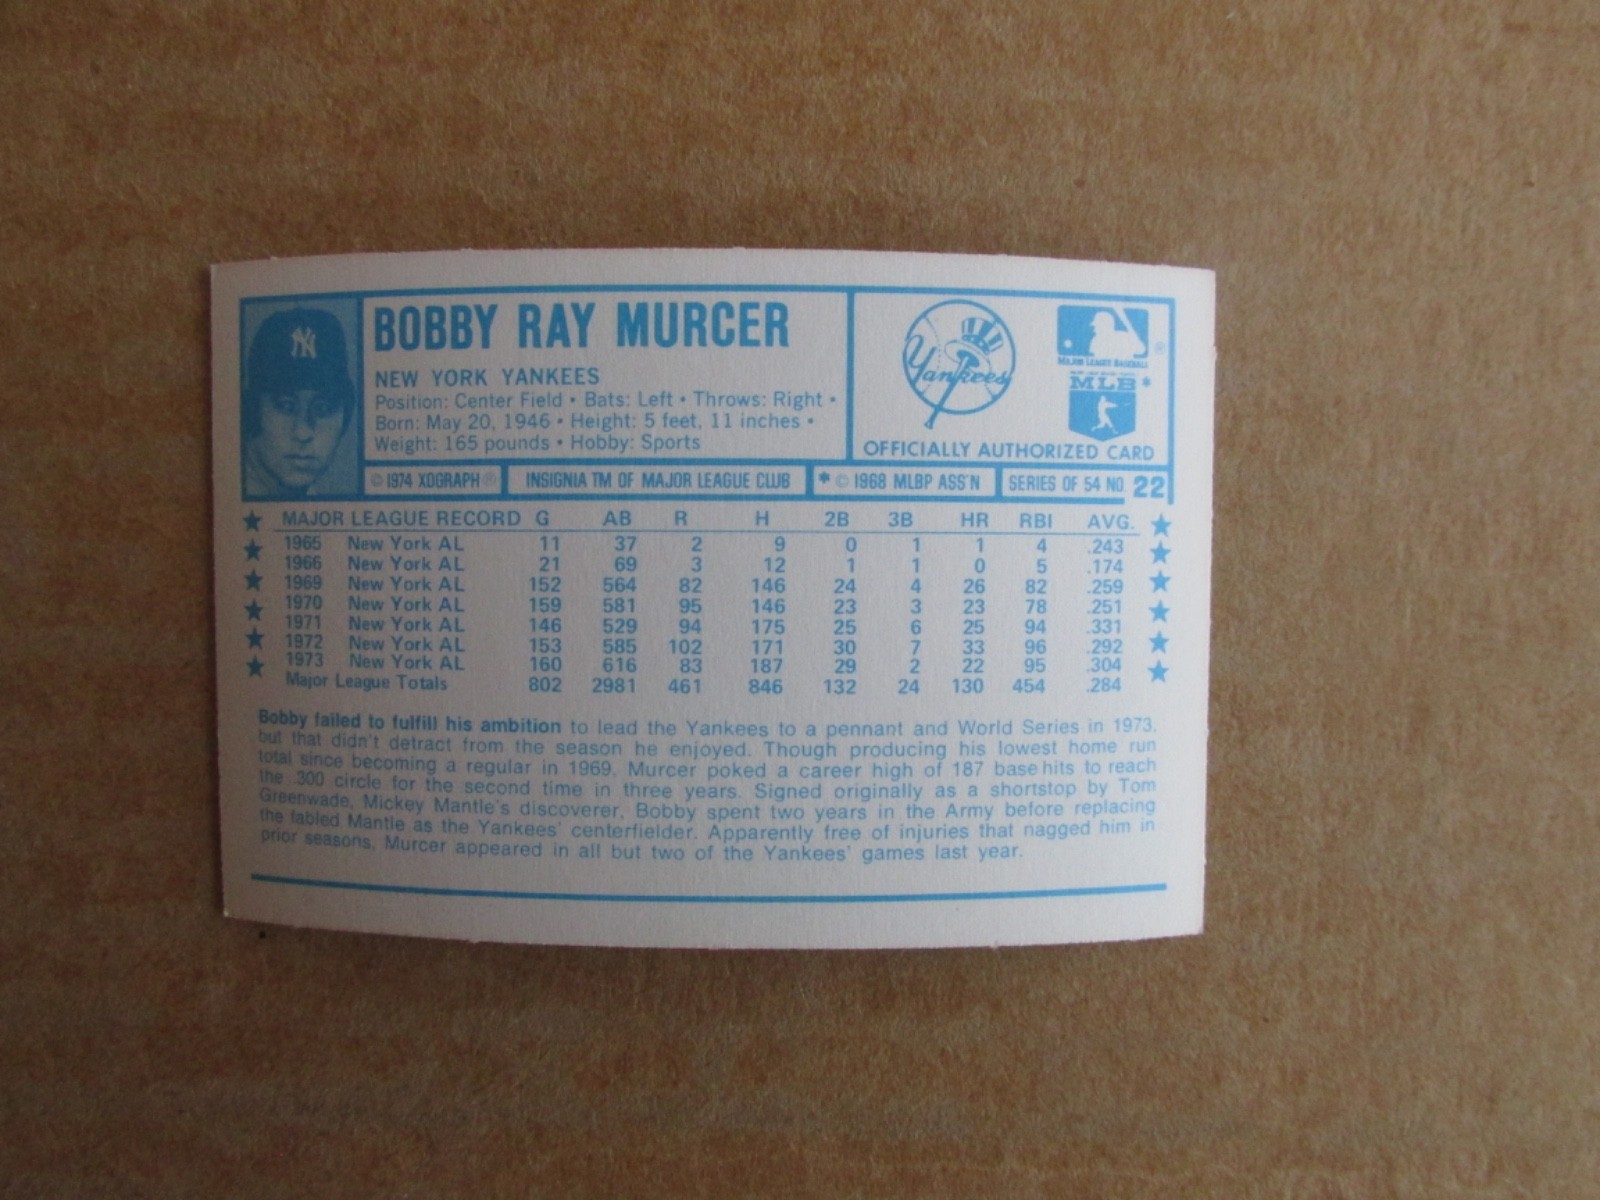 BOBBY RAY MURCER
NEW YORK YANKEES
Position: Center Field • Bats: Left • Throws: Right •
Born: May 20, 1946 • Height: 5 feet, 11 inches •
Weight: 165 pounds • Hobby: Sports
NY
Yankees
MAJOR LEAGUE BASEBALL
®
MLB*
OFFICIALLY AUTHORIZED CARD
© 1974 XOGRAPH® INSIGNIA TM OF MAJOR LEAGUE CLUB * © 1968 MLBP ASS'N SERIES OF 54 NO. 22
MAJOR LEAGUE RECORD G AB R H 2B 3B HR RBI AVG.
1965 New York AL 11 37 2 9 0 1 1 4 .243
1966 New York AL 21 69 3 12 1 1 0 5 .174
1969 New York AL 152 564 82 146 24 4 26 82 .259
1970 New York AL 159 581 95 146 23 3 23 78 .251
1971 New York AL 146 529 94 175 25 6 25 94 .331
1972 New York AL 153 585 102 171 30 7 33 96 .292
1973 New York AL 160 616 83 187 29 2 22 95 .304
Major League Totals 802 2981 461 846 132 24 130 454 .284
Bobby failed to fulfill his ambition to lead the Yankees to a pennant and World Series in 1973,
but that didn't detract from the season he enjoyed. Though producing his lowest home run
total since becoming a regular in 1969, Murcer poked a career high of 187 base hits to reach
the .300 circle for the second time in three years. Signed originally as a shortstop by Tom
Greenwade, Mickey Mantle's discoverer, Bobby spent two years in the Army before replacing
the fabled Mantle as the Yankees' centerfielder. Apparently free of injuries that nagged him in
prior seasons, Murcer appeared in all but two of the Yankees' games last year.